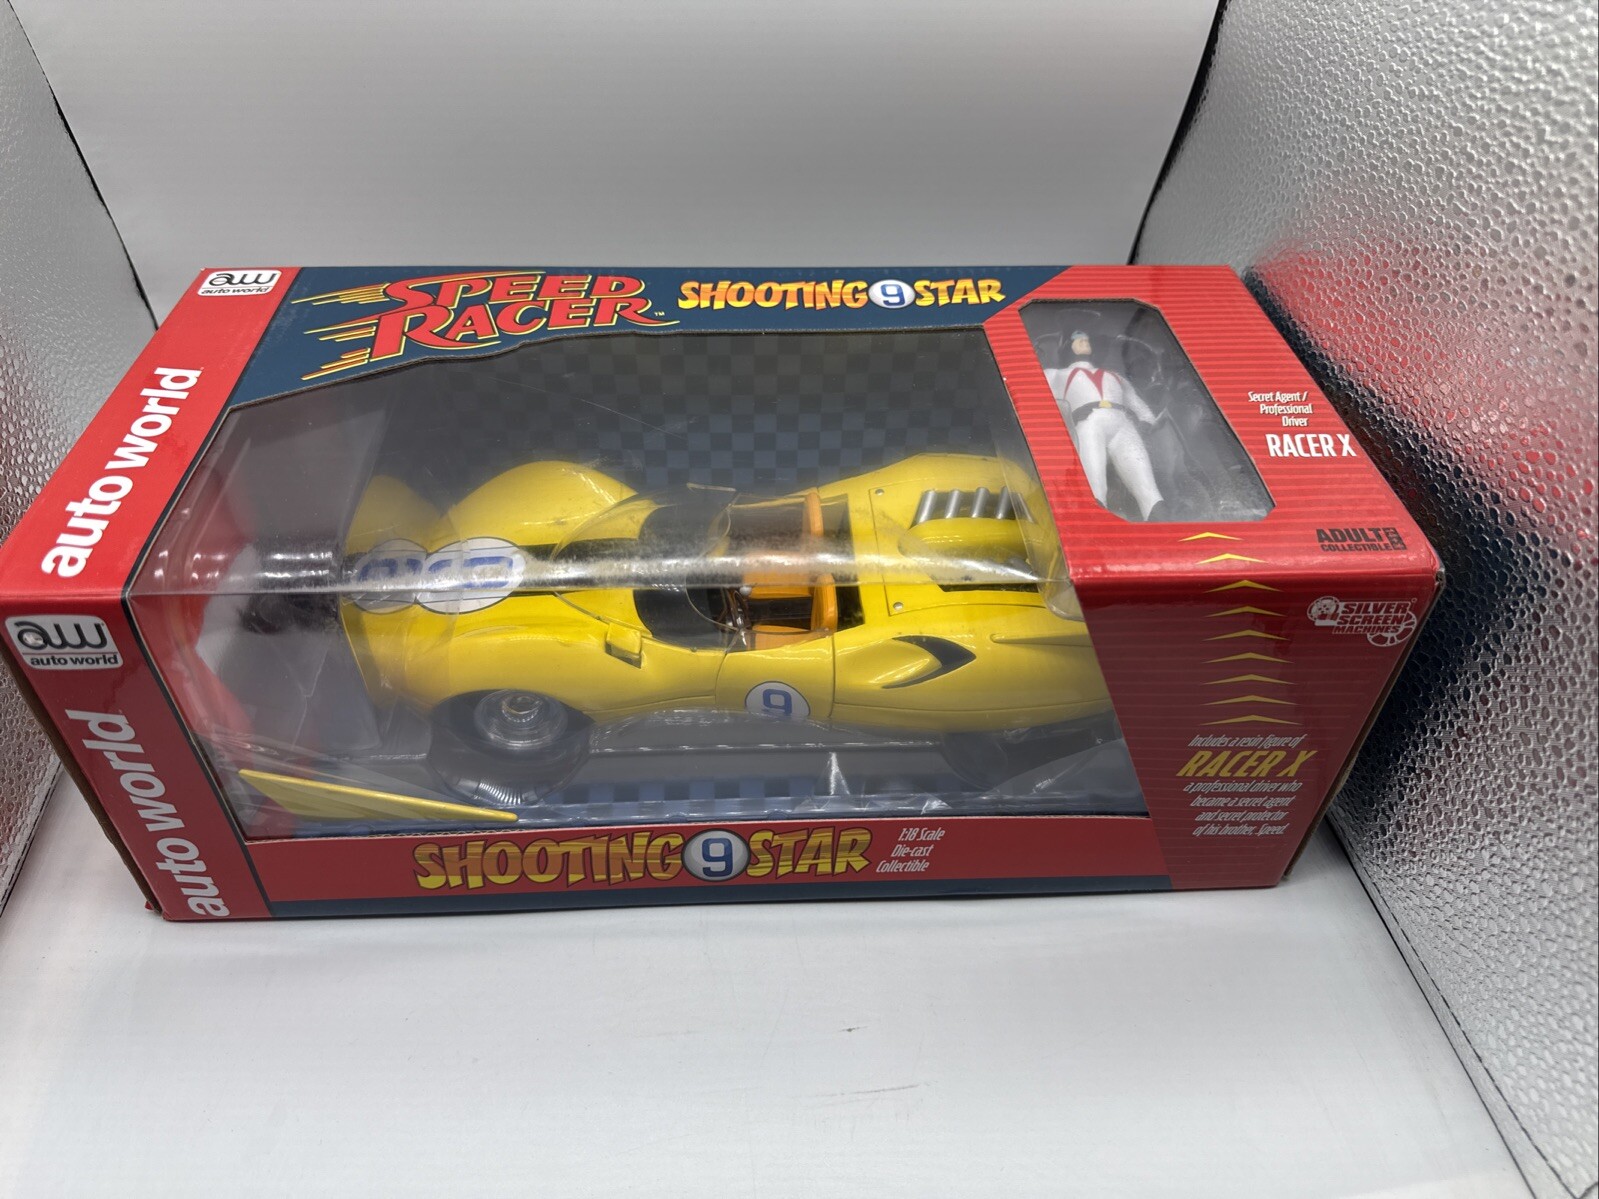 aw
auto world
SPEED
RACER™
SHOOTING 9 STAR
Secret Agent /
Professional
Driver
RACER X
ADULT
COLLECTIBLE
auto world
aw
auto world
auto world
9
SILVER
SCREEN
MACHINES
Includes a resin figure of
RACER X
a professional driver who
became a secret agent
and secret protector
of his brother, Speed.
SHOOTING 9 STAR
1:18 Scale
Die-cast
Collectible